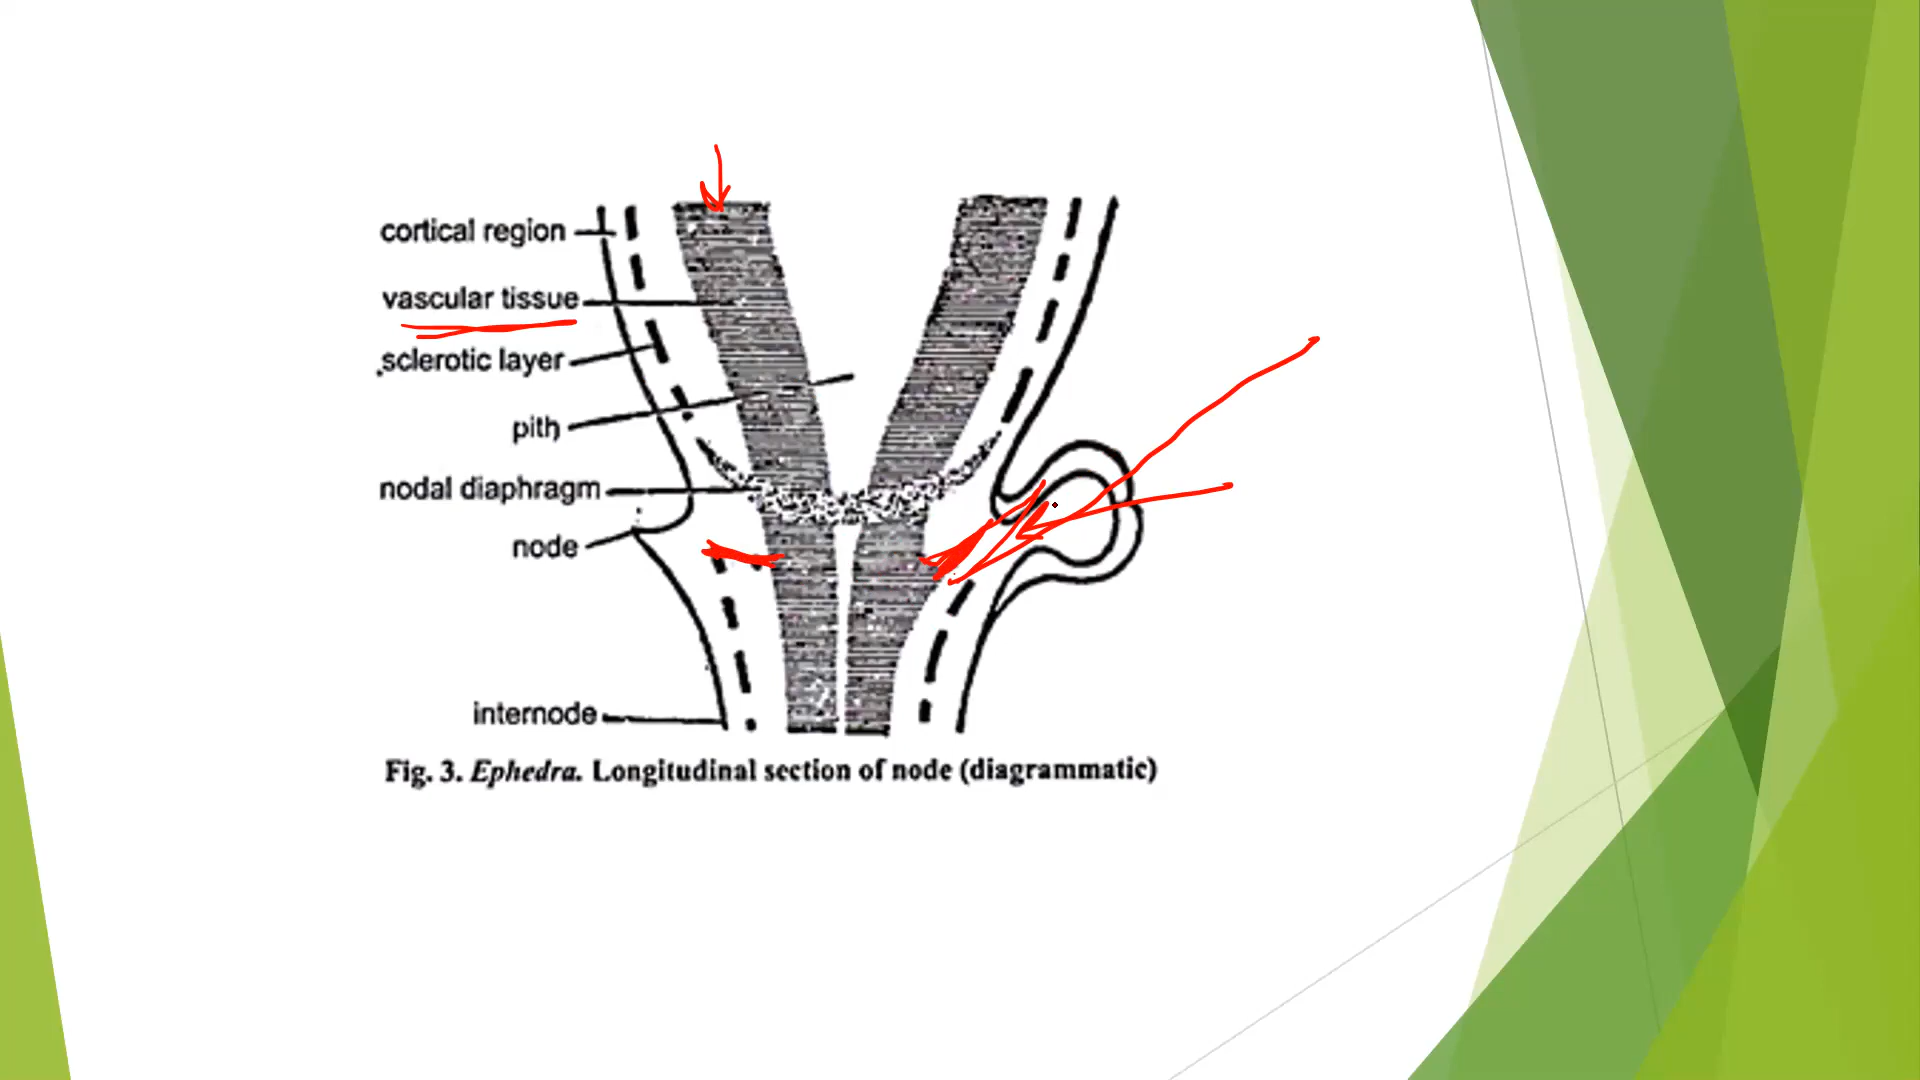 cortical region
vascular tissue
sclerotic layer
pith
nodal diaphragm
node
internode
Fig. 3. Ephedra. Longitudinal section of node (diagrammatic)